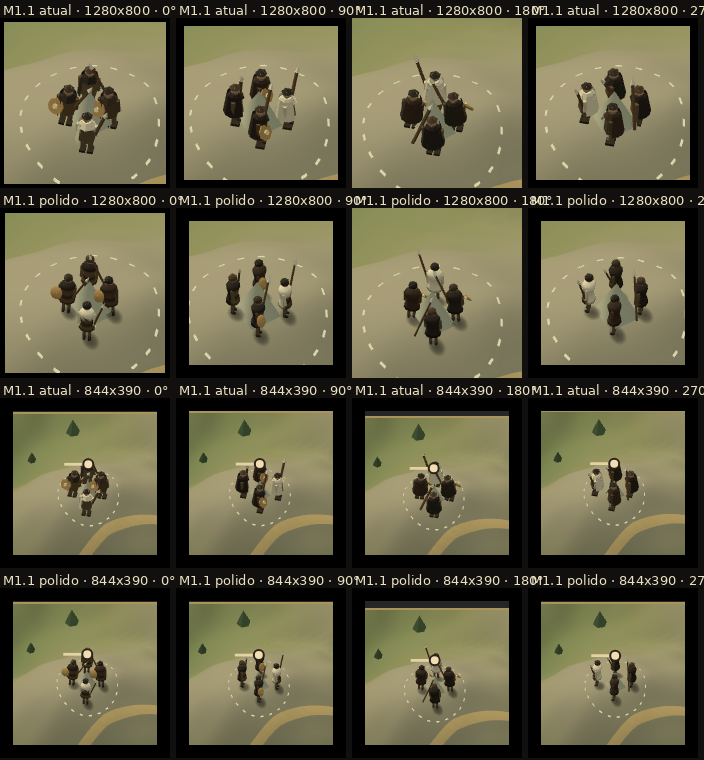 M1.1 atual · 1280x800 · 0° M1.1 atual · 1280x800 · 90° M1.1 atual · 1280x800 · 180° M1.1 atual · 1280x800 · 27
M1.1 polido · 1280x800 · 0° M1.1 polido · 1280x800 · 90° M1.1 polido · 1280x800 · 180° M1.1 polido · 1280x800 · 2
M1.1 atual · 844x390 · 0° M1.1 atual · 844x390 · 90° M1.1 atual · 844x390 · 180° M1.1 atual · 844x390 · 270
M1.1 polido · 844x390 · 0° M1.1 polido · 844x390 · 90° M1.1 polido · 844x390 · 180° M1.1 polido · 844x390 · 27